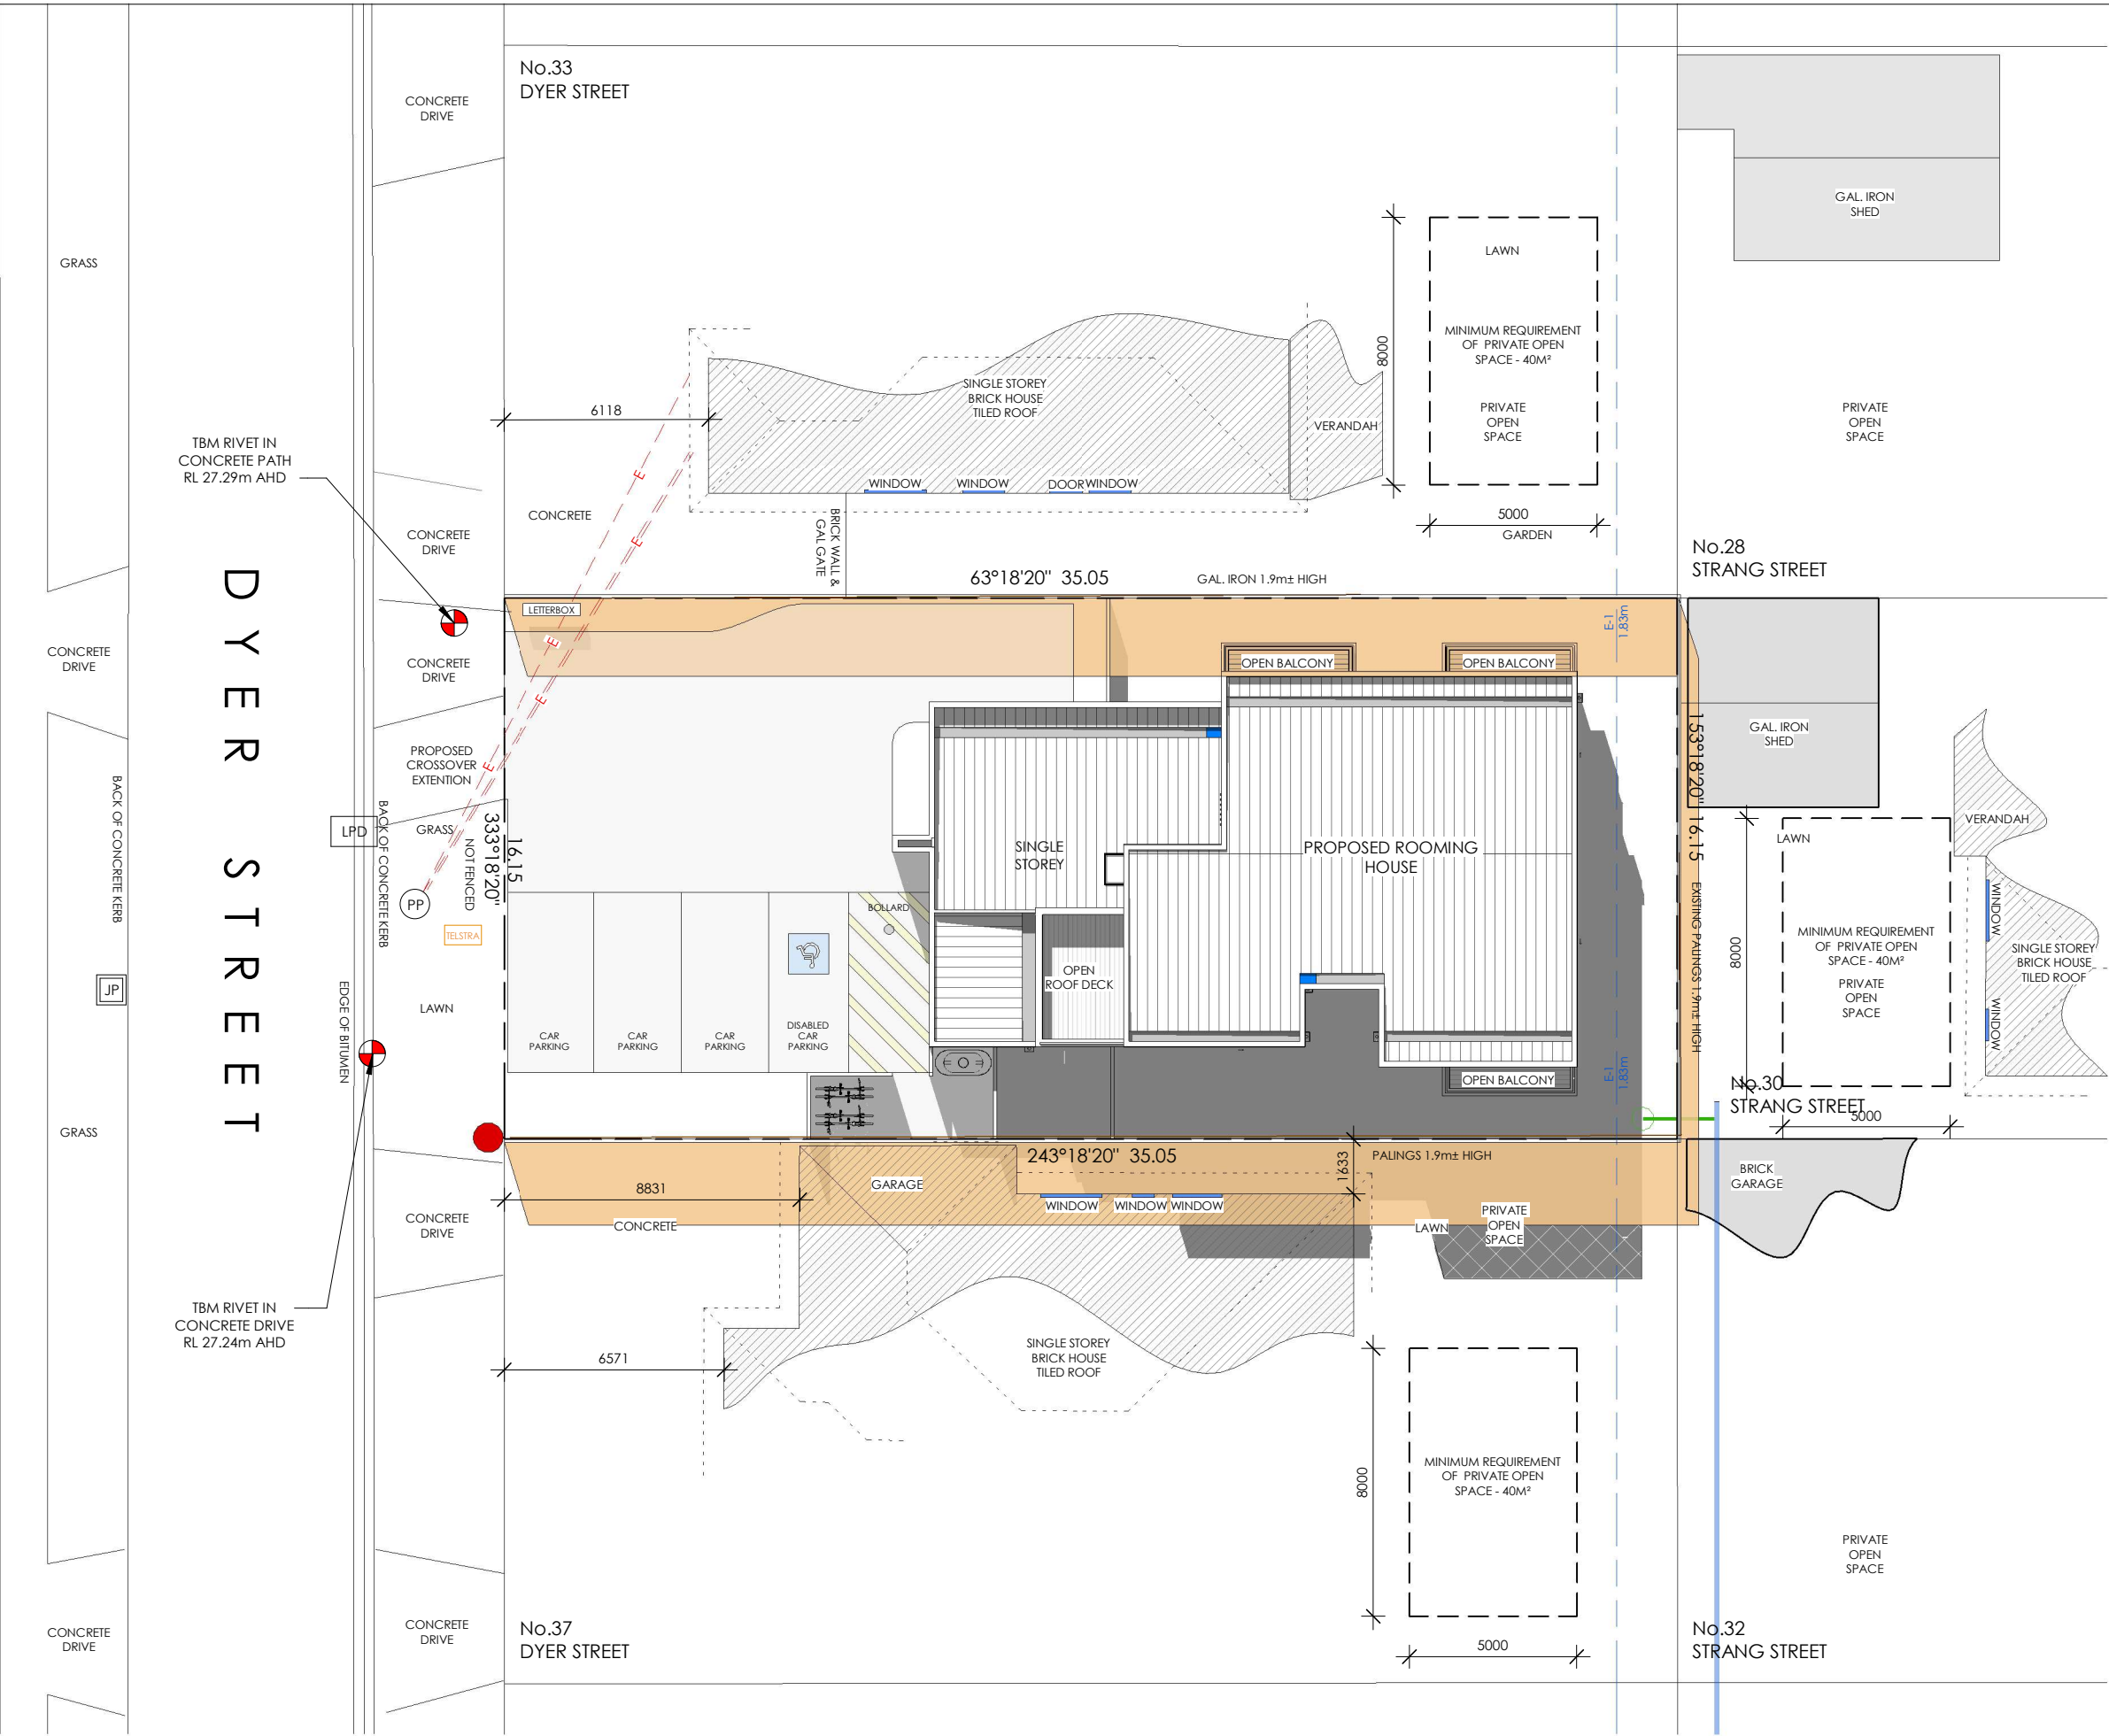 No.33
DYER STREET
CONCRETE
DRIVE
GRASS
GAL. IRON
SHED
LAWN
MINIMUM REQUIREMENT
OF PRIVATE OPEN
SPACE - 40M²
PRIVATE
OPEN
SPACE
8000
5000
GARDEN
PRIVATE
OPEN
SPACE
SINGLE STOREY
BRICK HOUSE
TILED ROOF
VERANDAH
6118
E
E
WINDOW
WINDOW
DOOR
WINDOW
BRICK WALL &
GAL GATE
TBM RIVET IN
CONCRETE PATH
RL 27.29m AHD
CONCRETE
CONCRETE
DRIVE
No.28
STRANG STREET
63°18'20" 35.05
GAL. IRON 1.9m± HIGH
LETTERBOX
E
E
E
E-1
1.83m
CONCRETE
DRIVE
CONCRETE
DRIVE
DYER STREET
OPEN BALCONY
OPEN BALCONY
GAL. IRON
SHED
PROPOSED
CROSSOVER
EXTENTION
BACK OF CONCRETE KERB
BACK OF CONCRETE KERB
LPD
GRASS
NOT FENCED
16.15
333°18'20"
PP
TELSTRA
JP
EDGE OF BITUMEN
LAWN
SINGLE
STOREY
PROPOSED ROOMING
HOUSE
153°18'20" 16.15
EXISTING PALINGS 1.9m± HIGH
BOLLARD
OPEN
ROOF DECK
CAR
PARKING
CAR
PARKING
CAR
PARKING
DISABLED
CAR
PARKING
OPEN BALCONY
E-1
1.83m
VERANDAH
LAWN
8000
MINIMUM REQUIREMENT
OF PRIVATE OPEN
SPACE - 40M²
PRIVATE
OPEN
SPACE
WINDOW
WINDOW
SINGLE STOREY
BRICK HOUSE
TILED ROOF
No.30
STRANG STREET
5000
GRASS
243°18'20" 35.05
1633
PALINGS 1.9m± HIGH
BRICK
GARAGE
8831
GARAGE
WINDOW
WINDOW
WINDOW
CONCRETE
CONCRETE
DRIVE
LAWN
PRIVATE
OPEN
SPACE
TBM RIVET IN
CONCRETE DRIVE
RL 27.24m AHD
6571
SINGLE STOREY
BRICK HOUSE
TILED ROOF
8000
MINIMUM REQUIREMENT
OF PRIVATE OPEN
SPACE - 40M²
5000
PRIVATE
OPEN
SPACE
CONCRETE
DRIVE
CONCRETE
DRIVE
No.37
DYER STREET
No.32
STRANG STREET